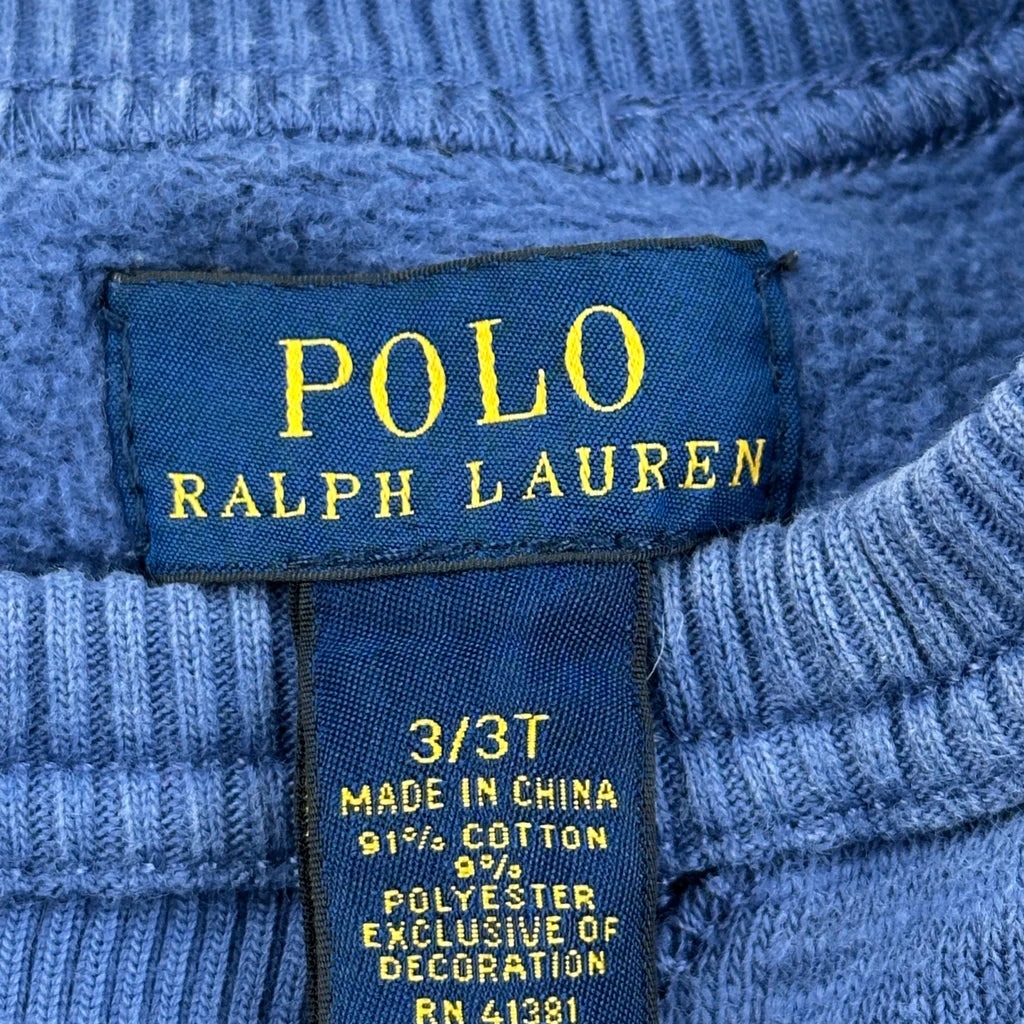 POLO
RALPH LAUREN
3/3T
MADE IN CHINA
91% COTTON
9%
POLYESTER
EXCLUSIVE OF
DECORATION
RN 41381